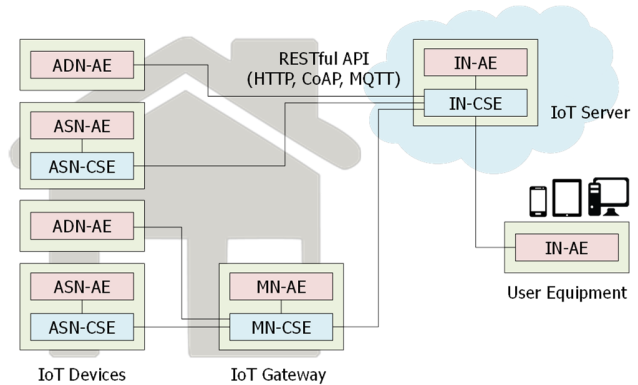 ADN-AE
RESTful API
(HTTP, CoAP, MQTT)
IN-AE
IN-CSE
IoT Server
ASN-AE
ASN-CSE
ADN-AE
IN-AE
User Equipment
ASN-AE
ASN-CSE
MN-AE
MN-CSE
IoT Devices
IoT Gateway